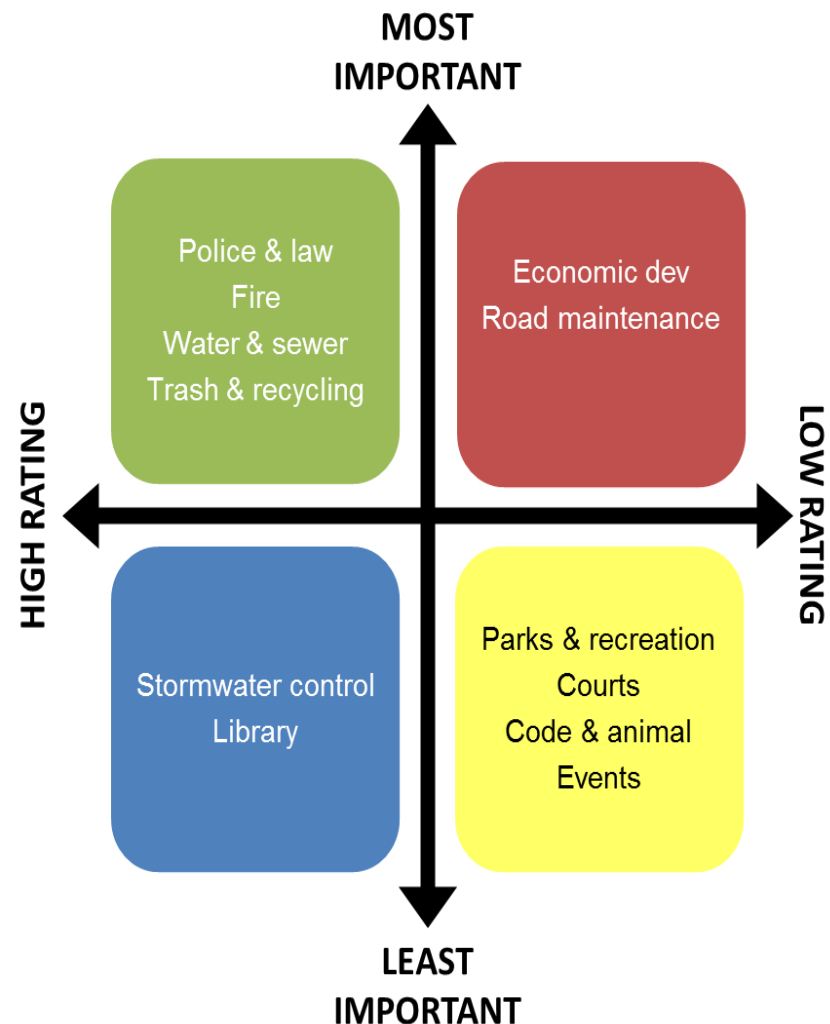 MOST
IMPORTANT
Police & law
Fire
Water & sewer
Trash & recycling
Economic dev
Road maintenance
HIGH RATING
LOW RATING
Stormwater control
Library
Parks & recreation
Courts
Code & animal
Events
LEAST
IMPORTANT